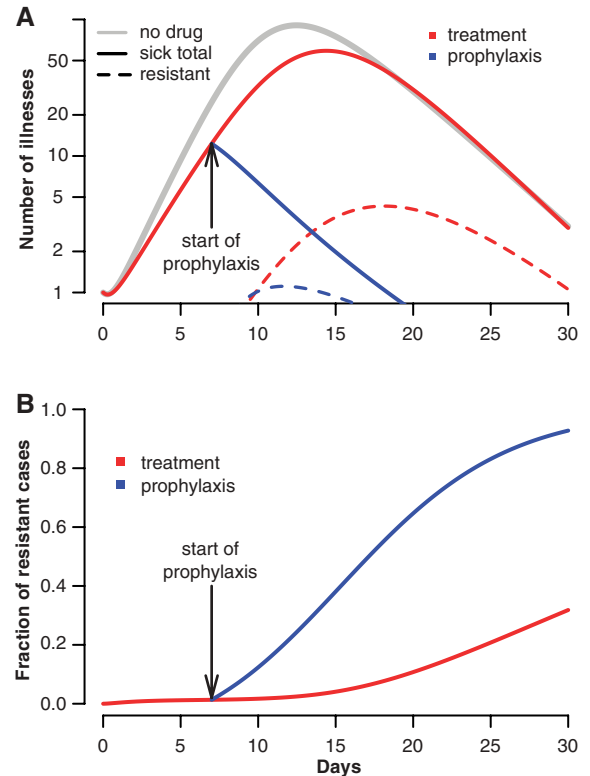 A
no drug
sick total
resistant
treatment
prophylaxis
Number of illnesses
50
20
10
5
2
1
start of
prophylaxis
0 5 10 15 20 25 30
B
treatment
prophylaxis
Fraction of resistant cases
1.0
0.8
0.6
0.4
0.2
0.0
start of
prophylaxis
0 5 10 15 20 25 30
Days